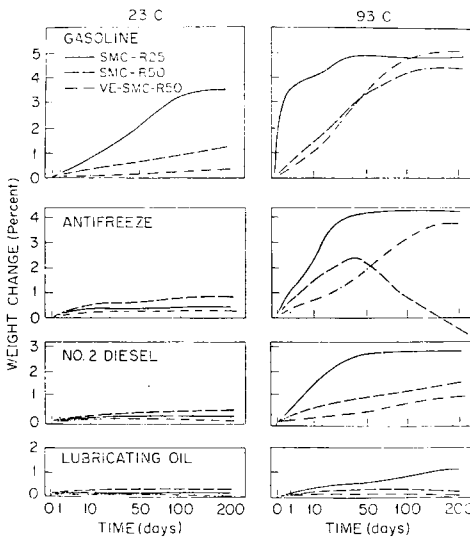 23 C
93 C
GASOLINE
SMC-R25
SMC-R50
VE-SMC-R50
5
4
3
2
1
0
ANTIFREEZE
4
3
2
1
0
NO. 2 DIESEL
3
2
1
0
LUBRICATING OIL
2
1
0
WEIGHT CHANGE (Percent)
0 1 10 50 100 200
0 1 10 50 100 200
TIME (days)
TIME (days)